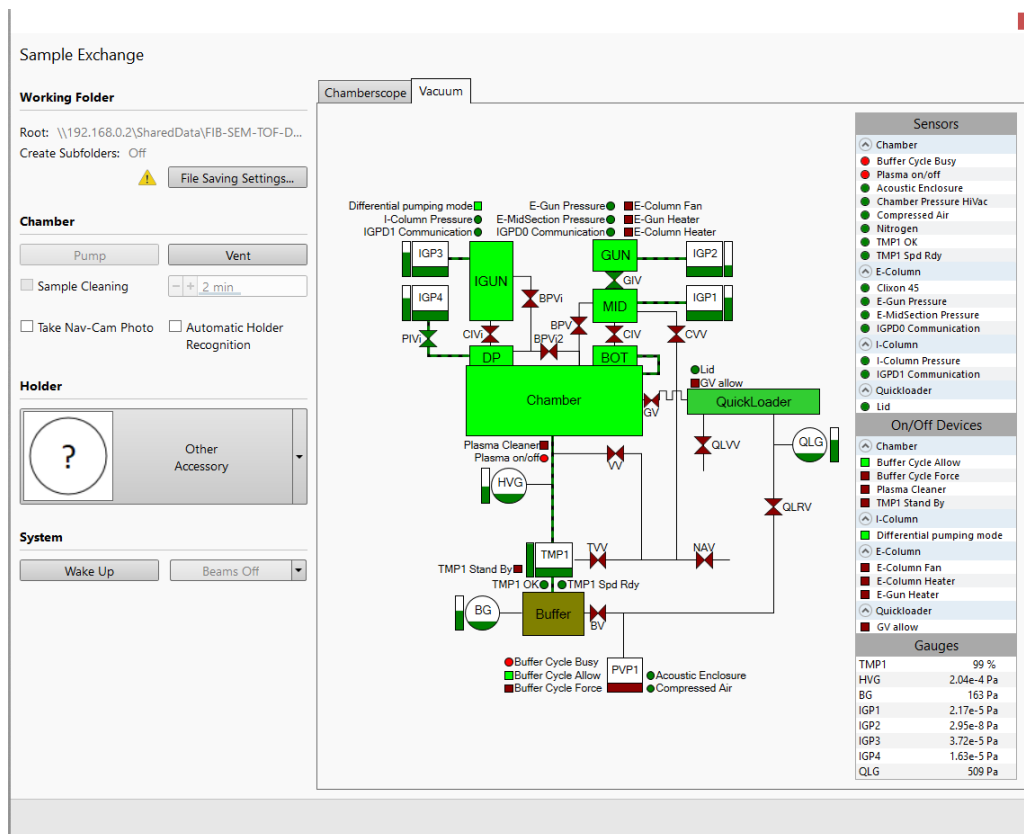 Sample Exchange
Working Folder
Root: \\192.168.0.2\SharedData\FIB-SEM-TOF-D...
Create Subfolders: Off
File Saving Settings...
Chamber
Pump
Vent
Sample Cleaning
− + 2 min
Take Nav-Cam Photo
Automatic Holder
Recognition
Holder
?
Other
Accessory
System
Wake Up
Beams Off
Chamberscope
Vacuum
Differential pumping mode
I-Column Pressure
IGPD1 Communication
E-Gun Pressure
E-MidSection Pressure
IGPD0 Communication
E-Column Fan
E-Gun Heater
E-Column Heater
IGP3
IGUN
GUN
IGP2
GIV
IGP4
BPVi
MID
IGP1
PIVi
CIVi
BPV
BPVi2
CIV
CVV
DP
BOT
Lid
GV allow
Chamber
GV
QuickLoader
Plasma Cleaner
Plasma on/off
VV
QLVV
QLG
HVG
QLRV
TMP1
TVV
NAV
TMP1 Stand By
TMP1 OK
TMP1 Spd Rdy
BG
Buffer
BV
Buffer Cycle Busy
Buffer Cycle Allow
Buffer Cycle Force
PVP1
Acoustic Enclosure
Compressed Air
Sensors
Chamber
Buffer Cycle Busy
Plasma on/off
Acoustic Enclosure
Chamber Pressure HiVac
Compressed Air
Nitrogen
TMP1 OK
TMP1 Spd Rdy
E-Column
Clixon 45
E-Gun Pressure
E-MidSection Pressure
IGPD0 Communication
I-Column
I-Column Pressure
IGPD1 Communication
Quickloader
Lid
On/Off Devices
Chamber
Buffer Cycle Allow
Buffer Cycle Force
Plasma Cleaner
TMP1 Stand By
I-Column
Differential pumping mode
E-Column
E-Column Fan
E-Column Heater
E-Gun Heater
Quickloader
GV allow
Gauges
TMP1 99 %
HVG 2.04e-4 Pa
BG 163 Pa
IGP1 2.17e-5 Pa
IGP2 2.95e-8 Pa
IGP3 3.72e-5 Pa
IGP4 1.63e-5 Pa
QLG 509 Pa